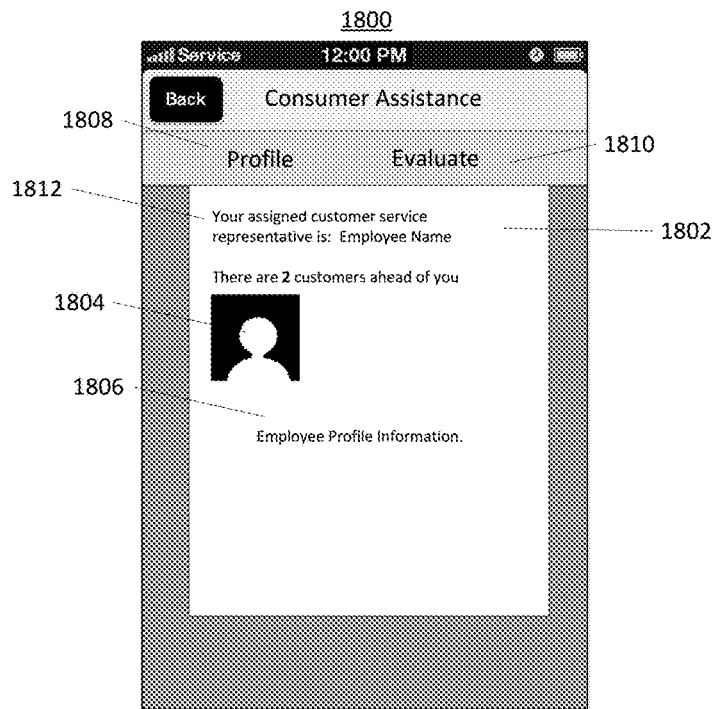 1800
Service 12:00 PM
Back Consumer Assistance
1808
Profile Evaluate 1810
1812
Your assigned customer service
representative is: Employee Name
1802
There are 2 customers ahead of you
1804
1806
Employee Profile Information.